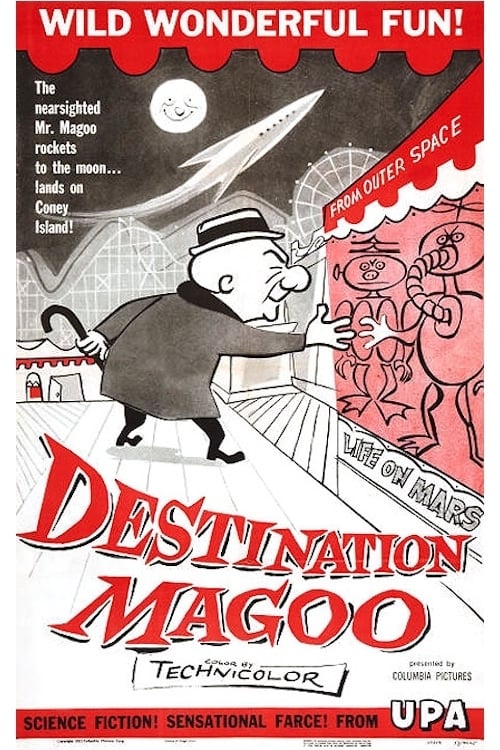 WILD WONDERFUL FUN!
The
nearsighted
Mr. Magoo
rockets
to the moon...
lands on
Coney
Island!
FROM OUTER SPACE
LIFE ON MARS
DESTINATION
MAGOO
COLOR BY
TECHNICOLOR
presented by
COLUMBIA PICTURES
SCIENCE FICTION! SENSATIONAL FARCE! FROM UPA